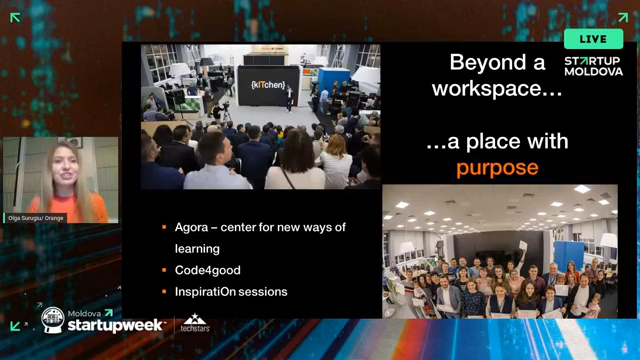 LIVE
STARTUP
MOLDOVA
{kITchen}
Beyond a
workspace...
...a place with
purpose
Olga Surugiu/ Orange
Agora – center for new ways of
learning
Code4good
InspiratiOn sessions
Moldova
startupweek
techstars